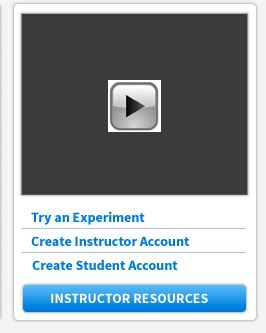 Try an Experiment
Create Instructor Account
Create Student Account
INSTRUCTOR RESOURCES